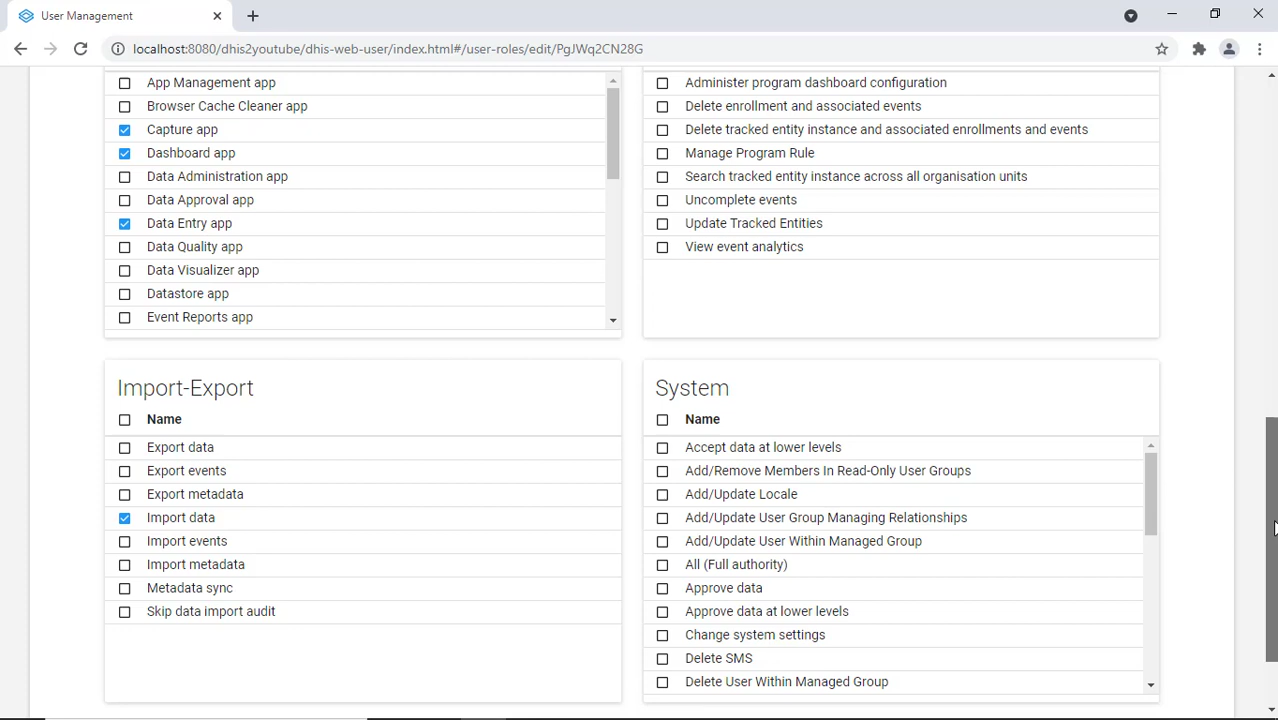 User Management
localhost:8080/dhis2youtube/dhis-web-user/index.html#/user-roles/edit/PgJWq2CN28G
App Management app
Browser Cache Cleaner app
Capture app
Dashboard app
Data Administration app
Data Approval app
Data Entry app
Data Quality app
Data Visualizer app
Datastore app
Event Reports app
Administer program dashboard configuration
Delete enrollment and associated events
Delete tracked entity instance and associated enrollments and events
Manage Program Rule
Search tracked entity instance across all organisation units
Uncomplete events
Update Tracked Entities
View event analytics
Import-Export
Name
Export data
Export events
Export metadata
Import data
Import events
Import metadata
Metadata sync
Skip data import audit
System
Name
Accept data at lower levels
Add/Remove Members In Read-Only User Groups
Add/Update Locale
Add/Update User Group Managing Relationships
Add/Update User Within Managed Group
All (Full authority)
Approve data
Approve data at lower levels
Change system settings
Delete SMS
Delete User Within Managed Group